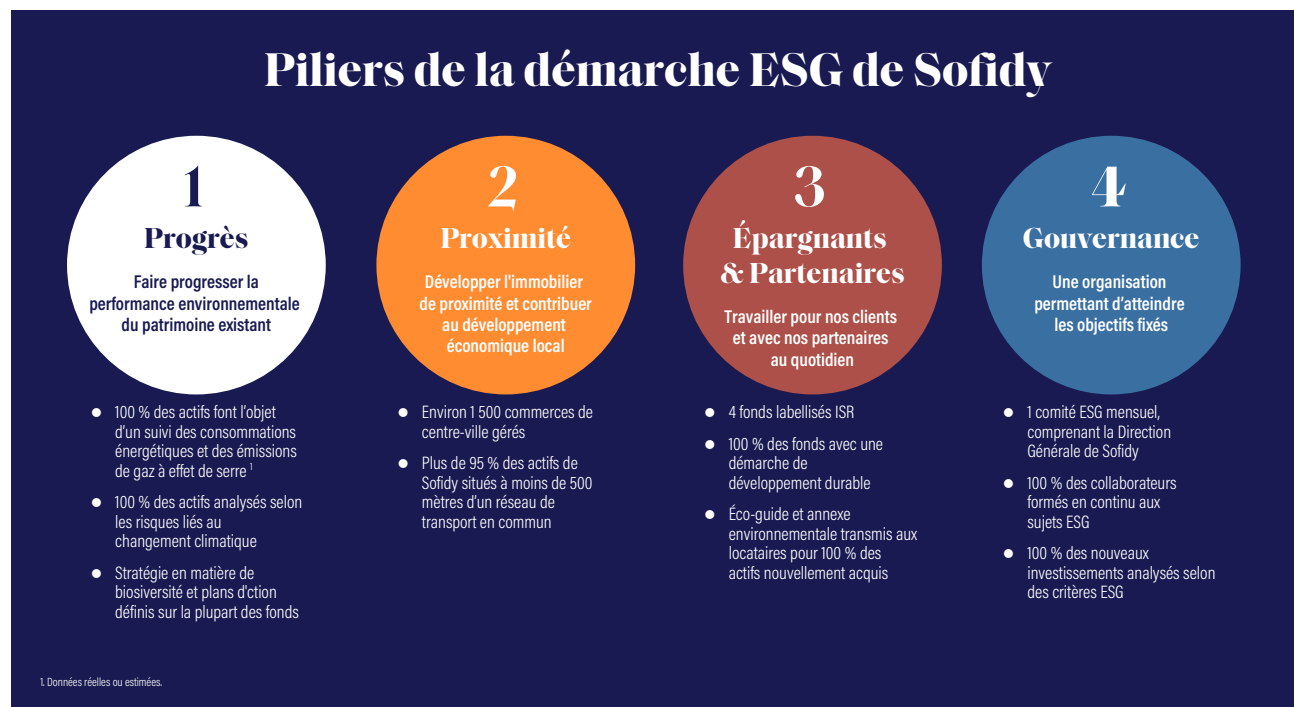 Piliers de la démarche ESG de Sofidy
1
Progrès
Faire progresser la
performance environnementale
du patrimoine existant
100 % des actifs font l'objet
d'un suivi des consommations
énergétiques et des émissions
de gaz à effet de serre 1
100 % des actifs analysés selon
les risques liés au
changement climatique
Stratégie en matière de
biosiversité et plans d'ction
définis sur la plupart des fonds
2
Proximité
Développer l'immobilier
de proximité et contribuer
au développement
économique local
Environ 1 500 commerces de
centre-ville gérés
Plus de 95 % des actifs de
Sofidy situés à moins de 500
mètres d'un réseau de
transport en commun
3
Épargnants
& Partenaires
Travailler pour nos clients
et avec nos partenaires
au quotidien
4 fonds labellisés ISR
100 % des fonds avec une
démarche de
développement durable
Éco-guide et annexe
environnementale transmis aux
locataires pour 100 % des
actifs nouvellement acquis
4
Gouvernance
Une organisation
permettant d'atteindre
les objectifs fixés
1 comité ESG mensuel,
comprenant la Direction
Générale de Sofidy
100 % des collaborateurs
formés en continu aux
sujets ESG
100 % des nouveaux
investissements analysés selon
des critères ESG
1. Données réelles ou estimées.